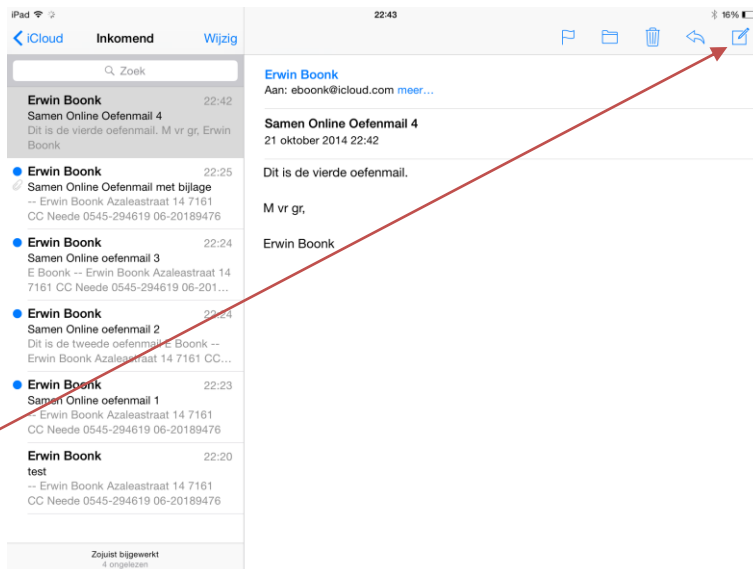 iPad 22:43 16%
iCloud Inkomend Wijzig
Zoek
Erwin Boonk 22:42
Samen Online Oefenmail 4
Dit is de vierde oefenmail. M vr gr, Erwin
Boonk
Erwin Boonk 22:25
Samen Online Oefenmail met bijlage
-- Erwin Boonk Azaleastraat 14 7161
CC Neede 0545-294619 06-20189476
Erwin Boonk 22:24
Samen Online oefenmail 3
E Boonk -- Erwin Boonk Azaleastraat 14
7161 CC Neede 0545-294619 06-201…
Erwin Boonk 22:24
Samen Online oefenmail 2
Dit is de tweede oefenmail E Boonk --
Erwin Boonk Azaleastraat 14 7161 CC…
Erwin Boonk 22:23
Samen Online oefenmail 1
-- Erwin Boonk Azaleastraat 14 7161
CC Neede 0545-294619 06-20189476
Erwin Boonk 22:20
test
-- Erwin Boonk Azaleastraat 14 7161
CC Neede 0545-294619 06-20189476
Zojuist bijgewerkt
4 ongelezen
Erwin Boonk
Aan: eboonk@icloud.com meer…
Samen Online Oefenmail 4
21 oktober 2014 22:42
Dit is de vierde oefenmail.
M vr gr,
Erwin Boonk